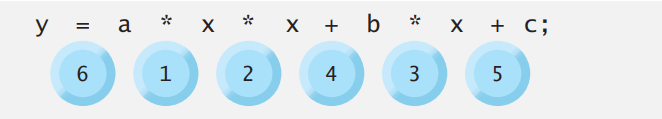 y = a * x * x + b * x + c;
6 1 2 4 3 5